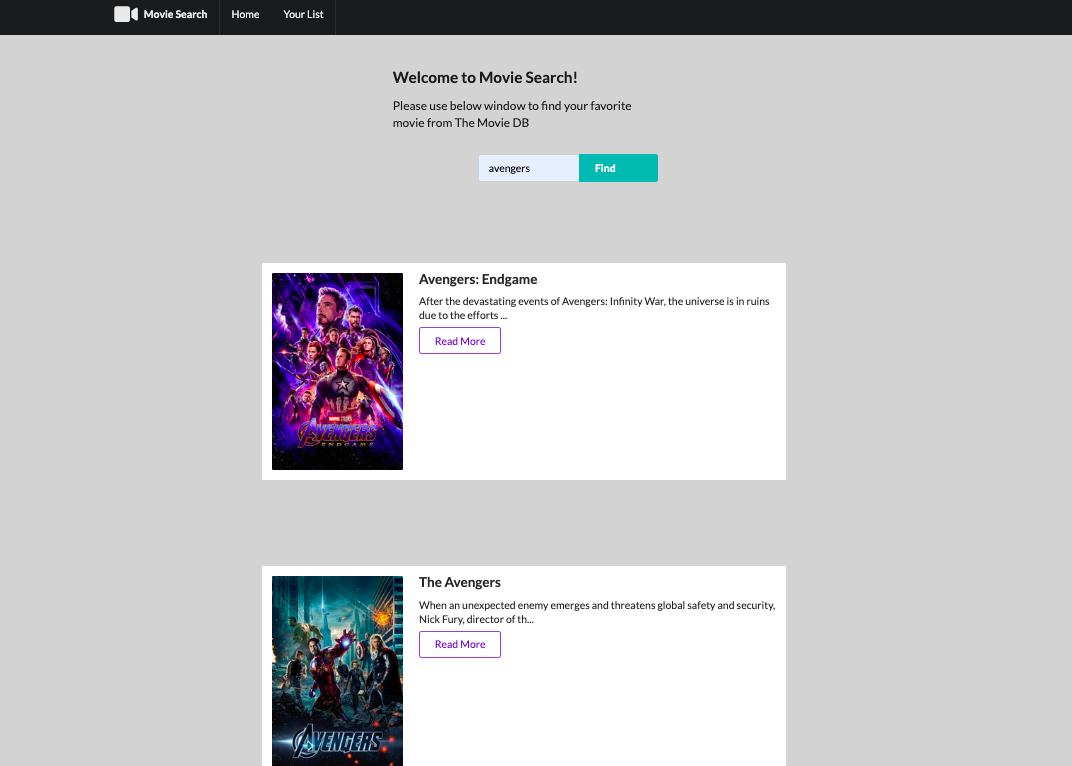 Movie Search Home Your List
Welcome to Movie Search!
Please use below window to find your favorite
movie from The Movie DB
avengers Find
Avengers: Endgame
After the devastating events of Avengers: Infinity War, the universe is in ruins
due to the efforts ...
Read More
MARVEL STUDIOS
AVENGERS
ENDGAME
The Avengers
When an unexpected enemy emerges and threatens global safety and security,
Nick Fury, director of th...
Read More
AVENGERS